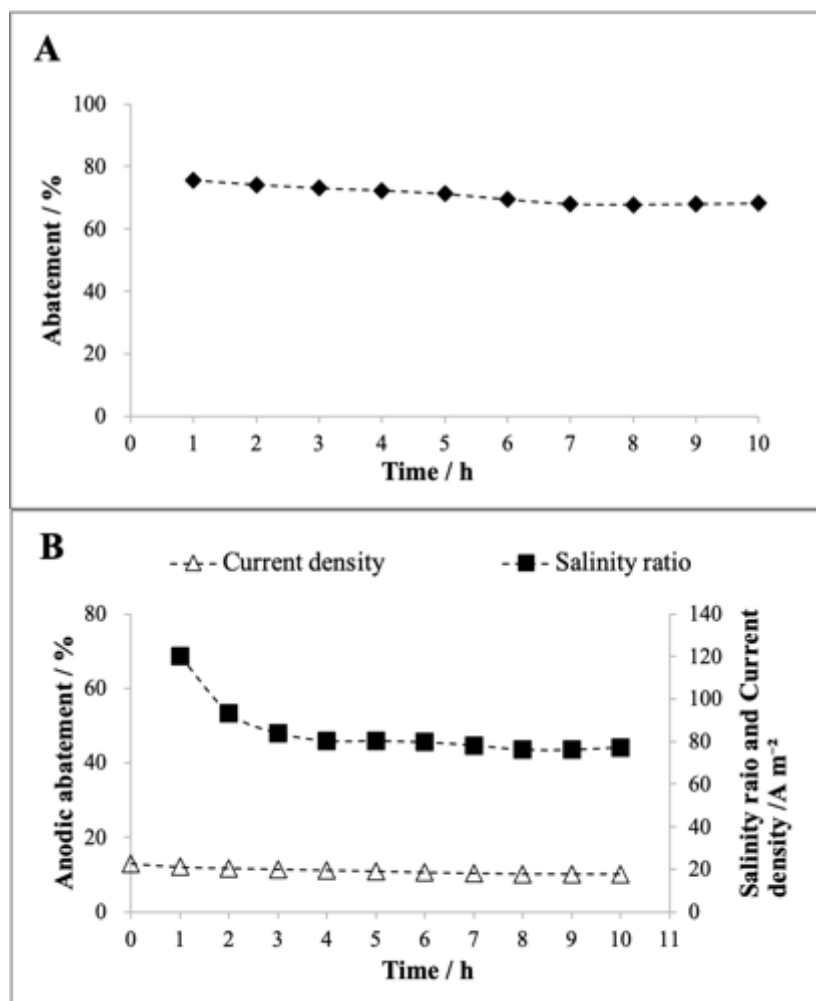 A
100
80
60
40
20
0
0 1 2 3 4 5 6 7 8 9 10
Abatement / %
Time / h
B
Current density
Salinity ratio
80
60
40
20
0
140
120
100
80
60
40
20
0
0 1 2 3 4 5 6 7 8 9 10 11
Anodic abatement / %
Salinity raio and Current
density /A m⁻²
Time / h